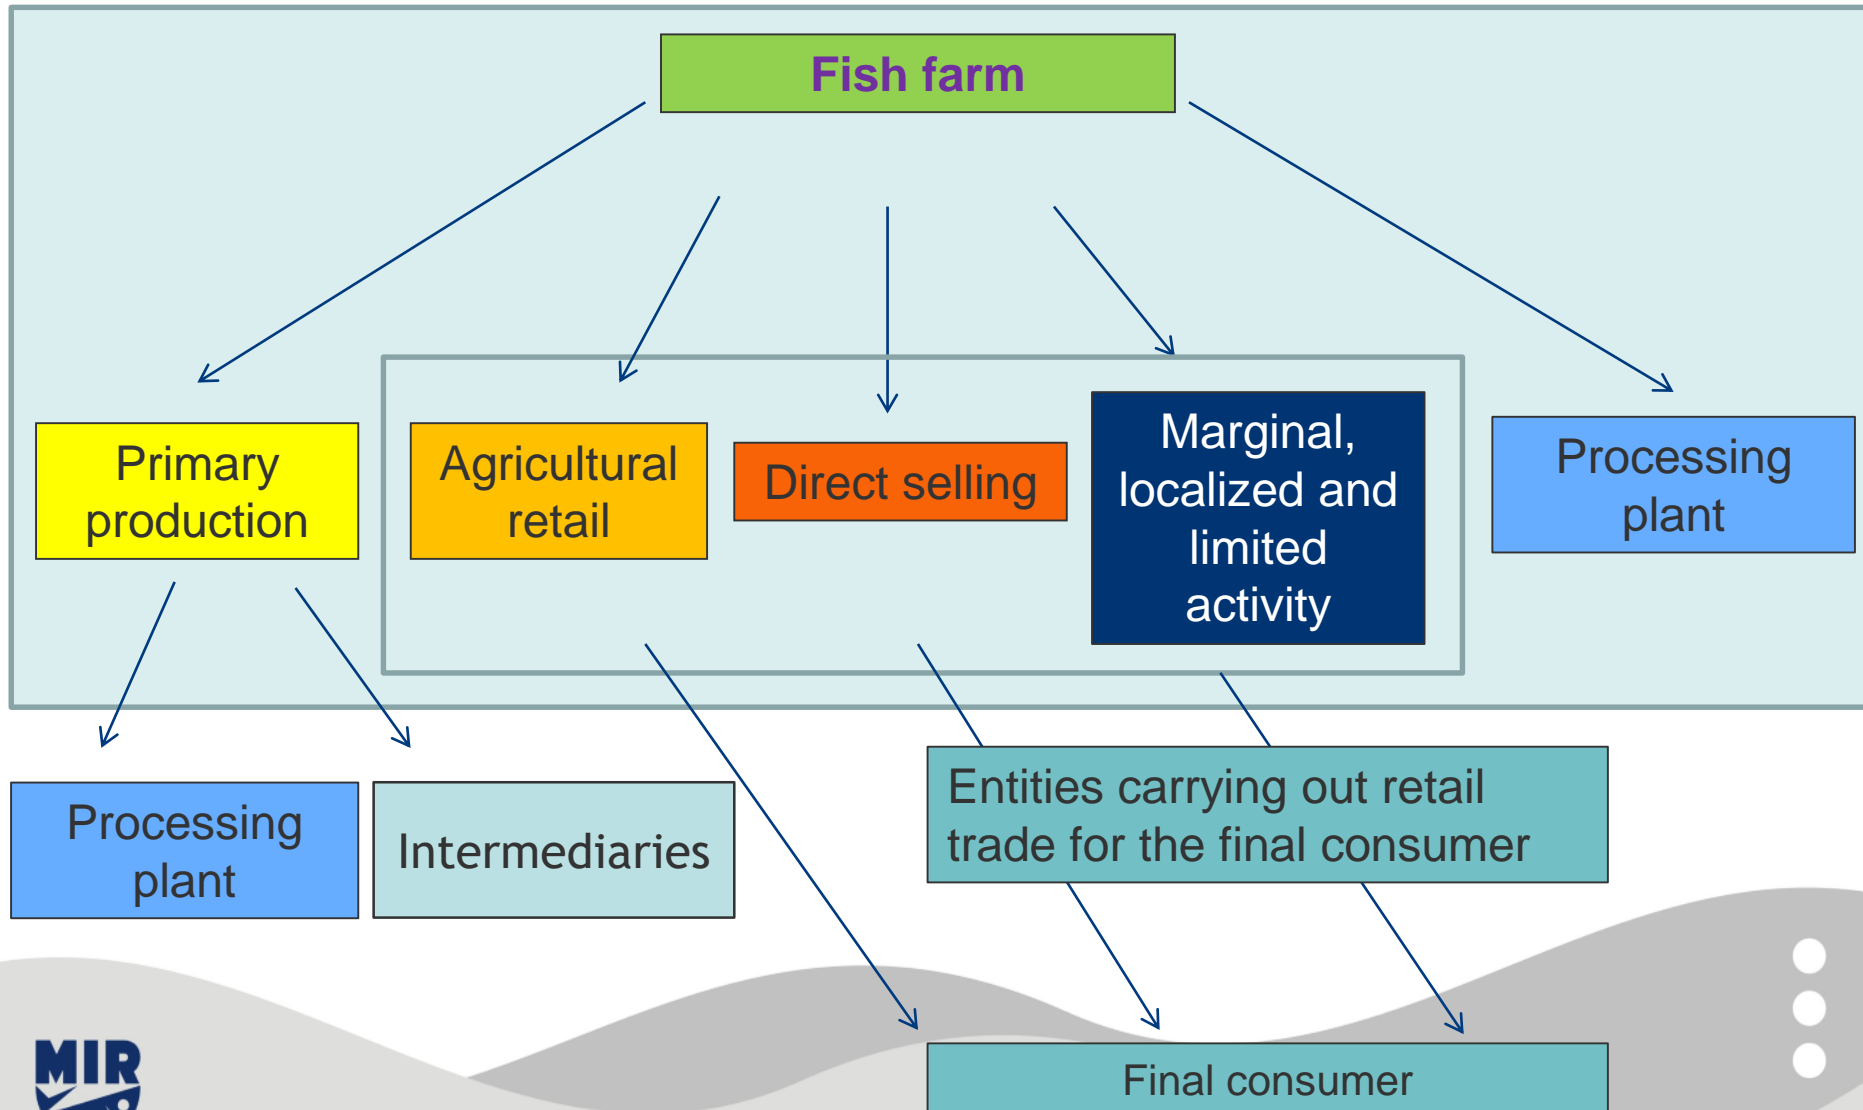 Fish farm
Primary
production
Agricultural
retail
Direct selling
Marginal,
localized and
limited
activity
Processing
plant
Processing
plant
Intermediaries
Entities carrying out retail
trade for the final consumer
Final consumer
MIR